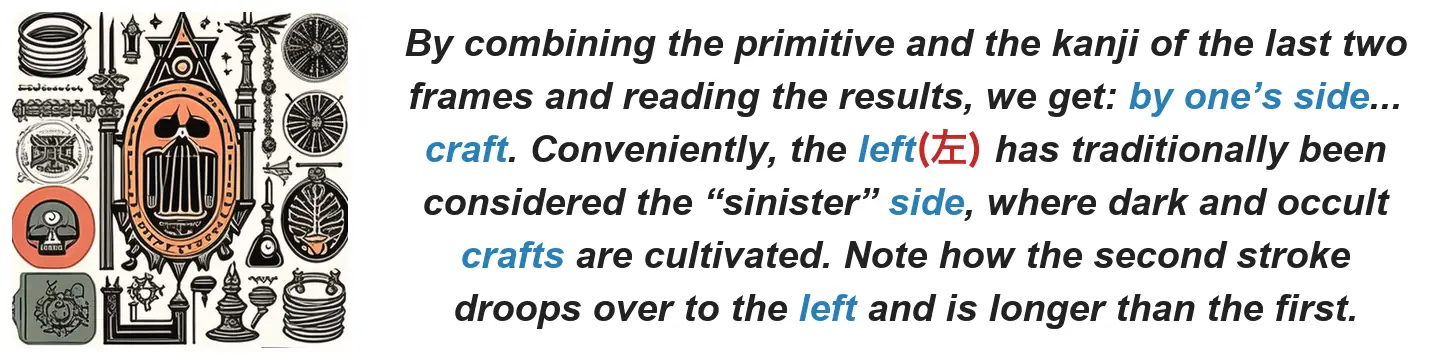 By combining the primitive and the kanji of the last two
frames and reading the results, we get: by one’s side...
craft. Conveniently, the left(左) has traditionally been
considered the “sinister” side, where dark and occult
crafts are cultivated. Note how the second stroke
droops over to the left and is longer than the first.